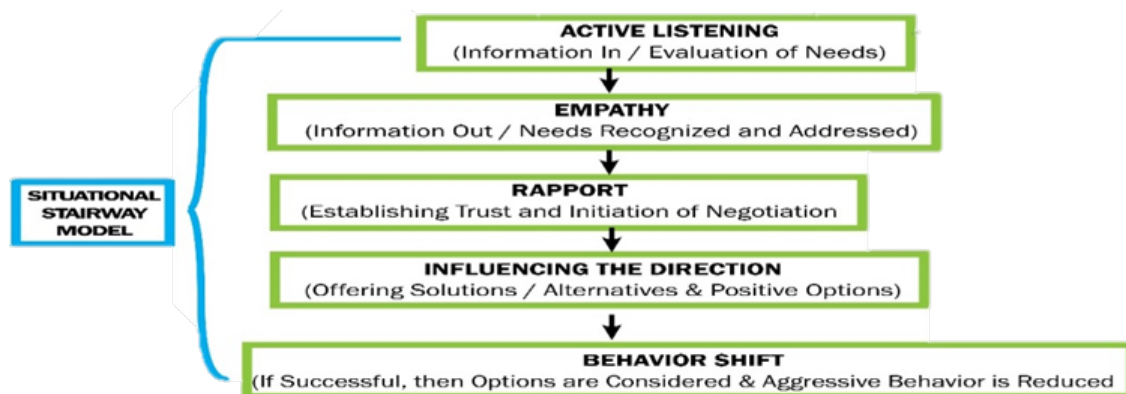 ACTIVE LISTENING
(Information In / Evaluation of Needs)
EMPATHY
(Information Out / Needs Recognized and Addressed)
RAPPORT
(Establishing Trust and Initiation of Negotiation
SITUATIONAL
STAIRWAY
MODEL
INFLUENCING THE DIRECTION
(Offering Solutions / Alternatives & Positive Options)
BEHAVIOR SHIFT
(If Successful, then Options are Considered & Aggressive Behavior is Reduced